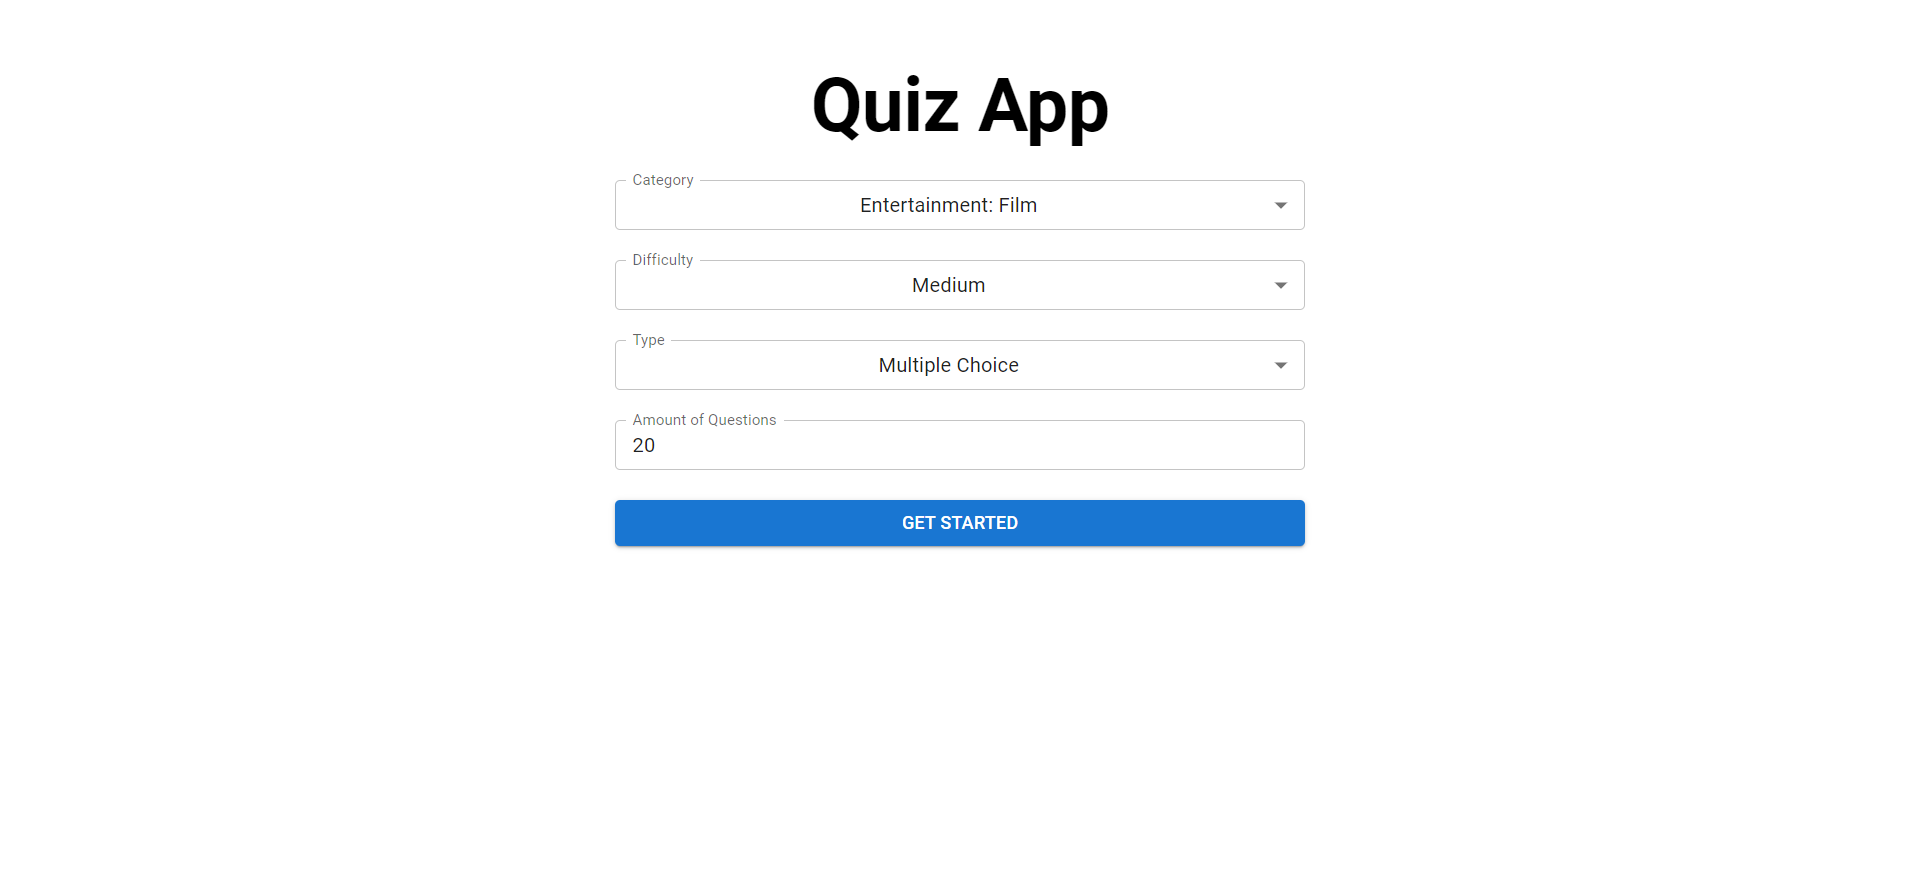 Quiz App
Category
Entertainment: Film
Difficulty
Medium
Type
Multiple Choice
Amount of Questions
20
GET STARTED